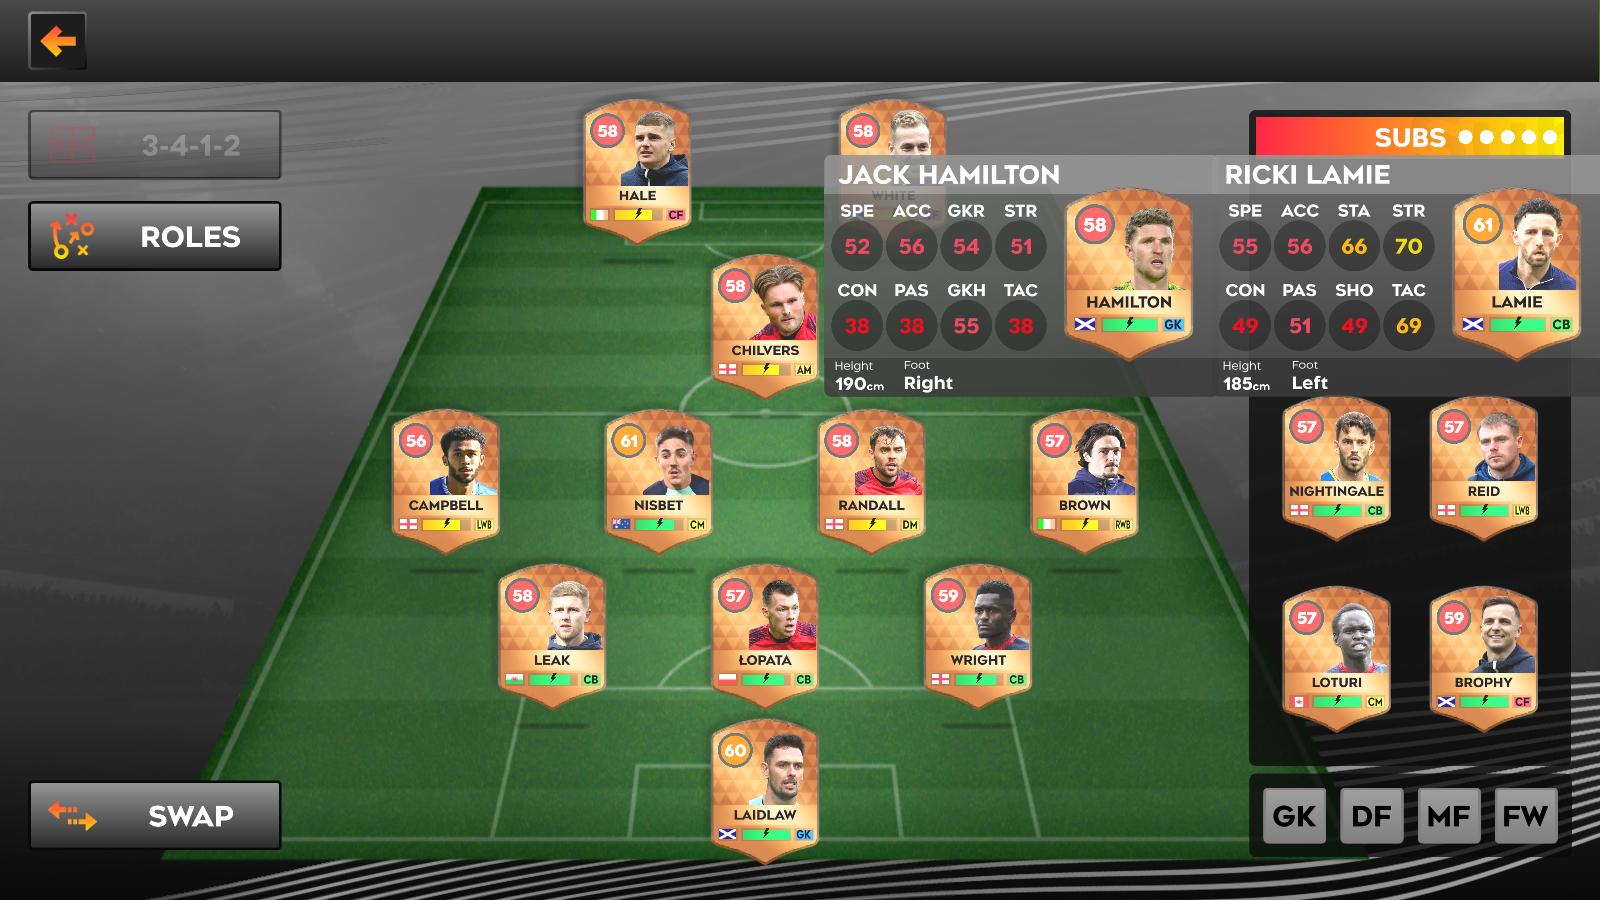 3-4-1-2
ROLES
SWAP
58
HALE
CF
58
WHITE
58
CHILVERS
AM
56
CAMPBELL
LWB
61
NISBET
CM
58
RANDALL
DM
57
BROWN
RWB
58
LEAK
CB
57
ŁOPATA
CB
59
WRIGHT
CB
60
LAIDLAW
GK
SUBS
JACK HAMILTON
SPE ACC GKR STR
52 56 54 51
CON PAS GKH TAC
38 38 55 38
Height Foot
190cm Right
58
HAMILTON
GK
RICKI LAMIE
SPE ACC STA STR
55 56 66 70
CON PAS SHO TAC
49 51 49 69
Height Foot
185cm Left
61
LAMIE
CB
57
NIGHTINGALE
CB
57
REID
LWB
57
LOTURI
CM
59
BROPHY
CF
GK DF MF FW